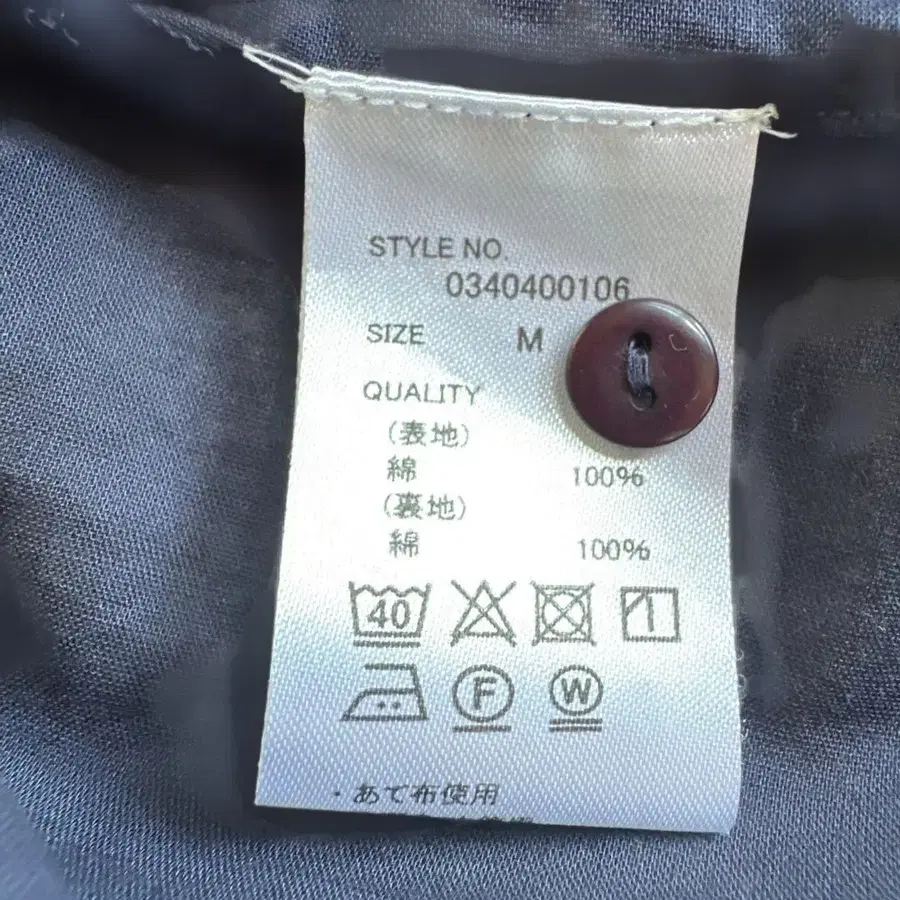 STYLE NO.
0340400106
SIZE M
QUALITY
(表地)
綿 100%
(裏地)
綿 100%
40
F W
・あて布使用